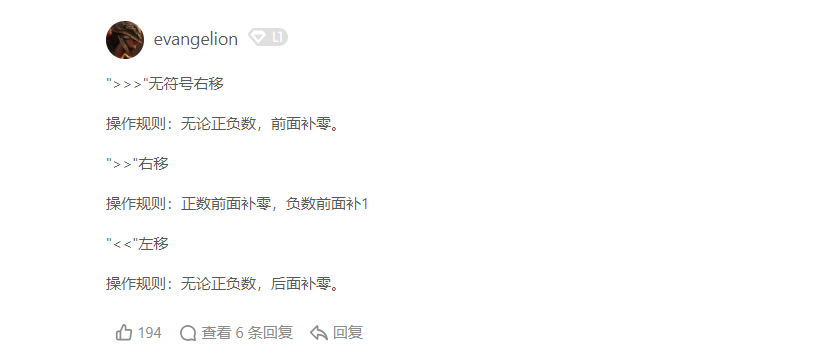 evangelion L1
">>>"无符号右移
操作规则：无论正负数，前面补零。
">>"右移
操作规则：正数前面补零，负数前面补1
"<<"左移
操作规则：无论正负数，后面补零。
194 查看 6 条回复 回复